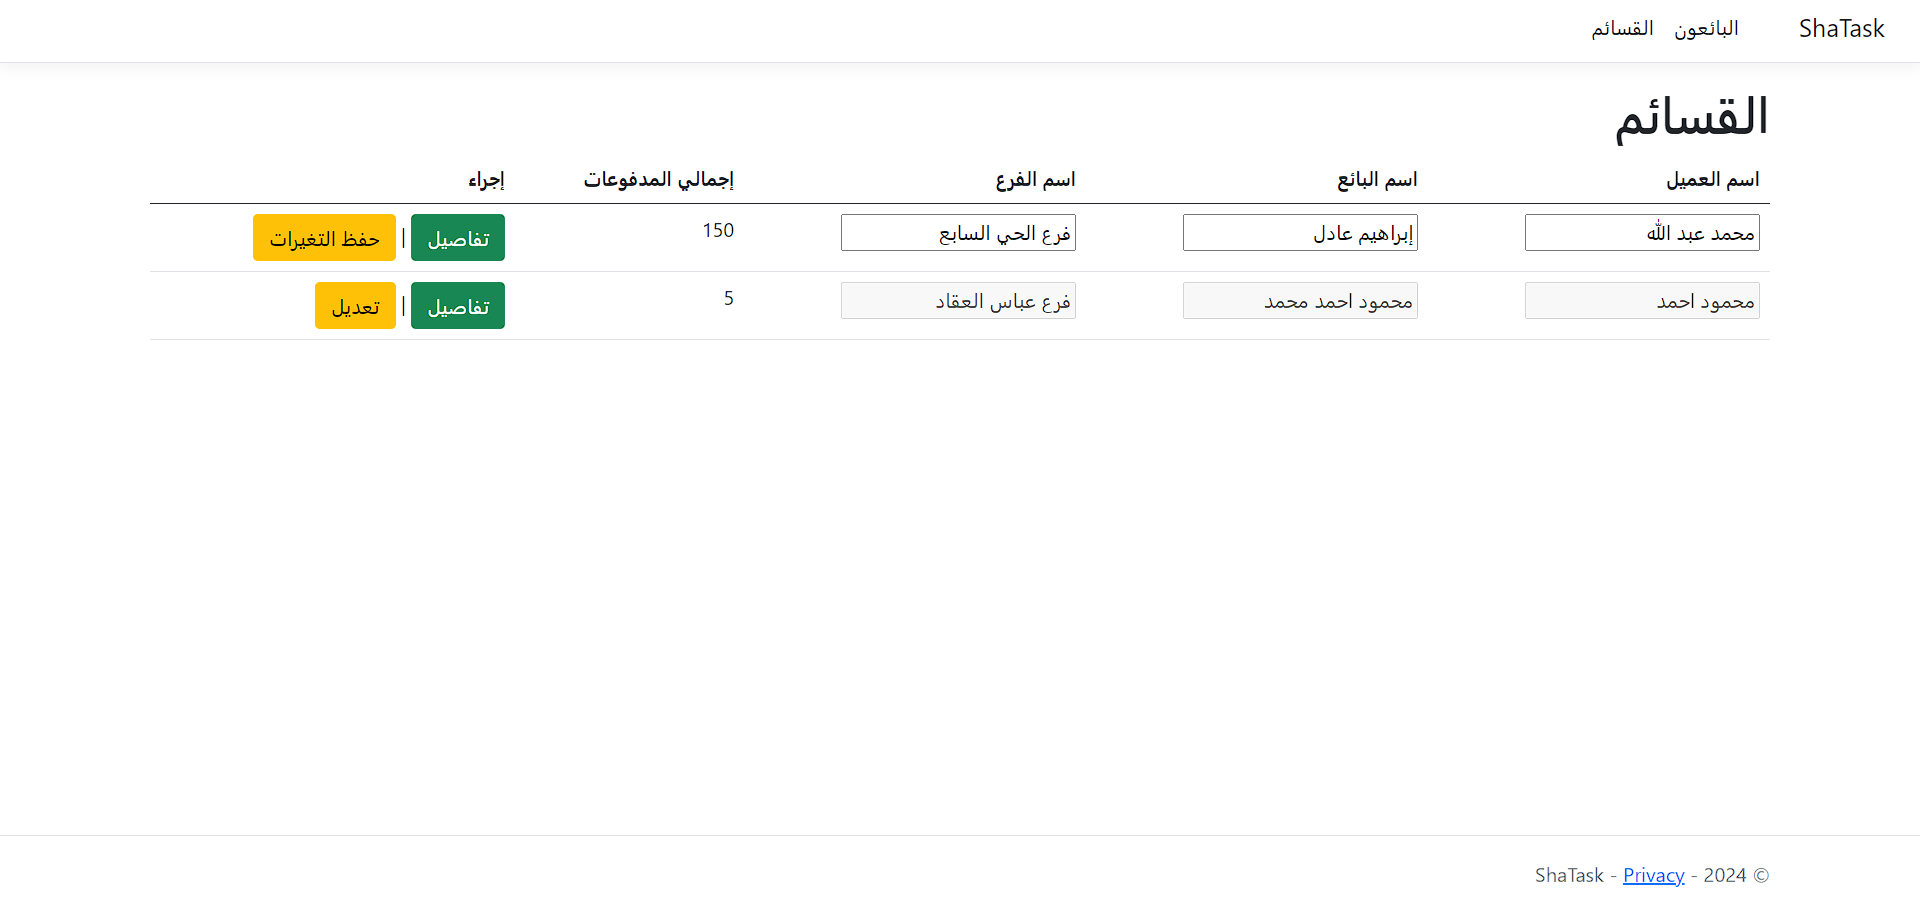 ShaTask البائعون القسائم
القسائم
اسم العميل اسم البائع اسم الفرع إجمالي المدفوعات إجراء
محمد عبد الله إبراهيم عادل فرع الحي السابع 150 تفاصيل | حفظ التغيرات
محمود احمد محمود احمد محمد فرع عباس العقاد 5 تفاصيل | تعديل
© 2024 - Privacy - ShaTask